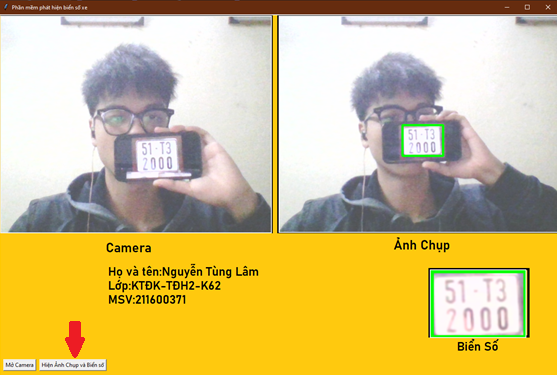 Phần mềm phát hiện biển số xe
51-T3
2000
51-T3
2000
Camera
Ảnh Chụp
Họ và tên:Nguyễn Tùng Lâm
Lớp:KTĐK-TĐH2-K62
MSV:211600371
51-T3
2000
Biển Số
Mở Camera
Hiện Ảnh Chụp và Biển số